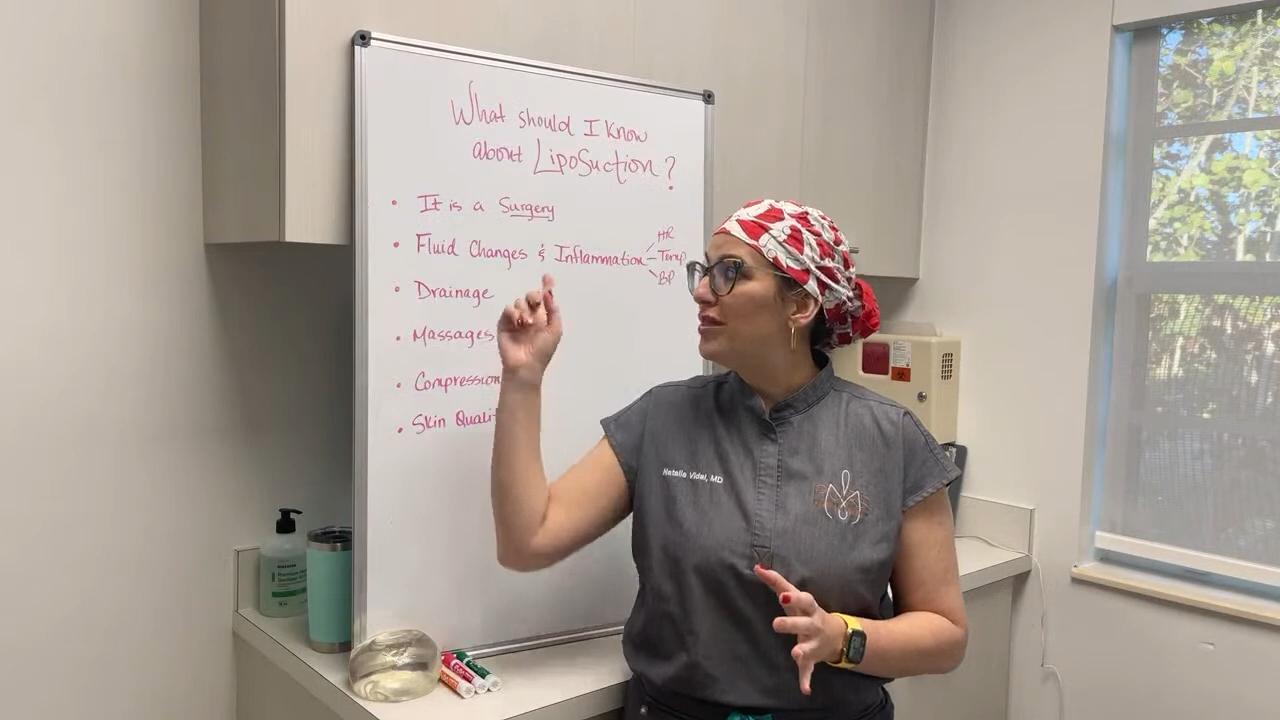 What should I know
about LipoSuction?
• It is a Surgery
• Fluid Changes & Inflammation
HR
Temp
BP
• Drainage
• Massages
• Compression
• Skin Quali
Natalie Vidal, MD